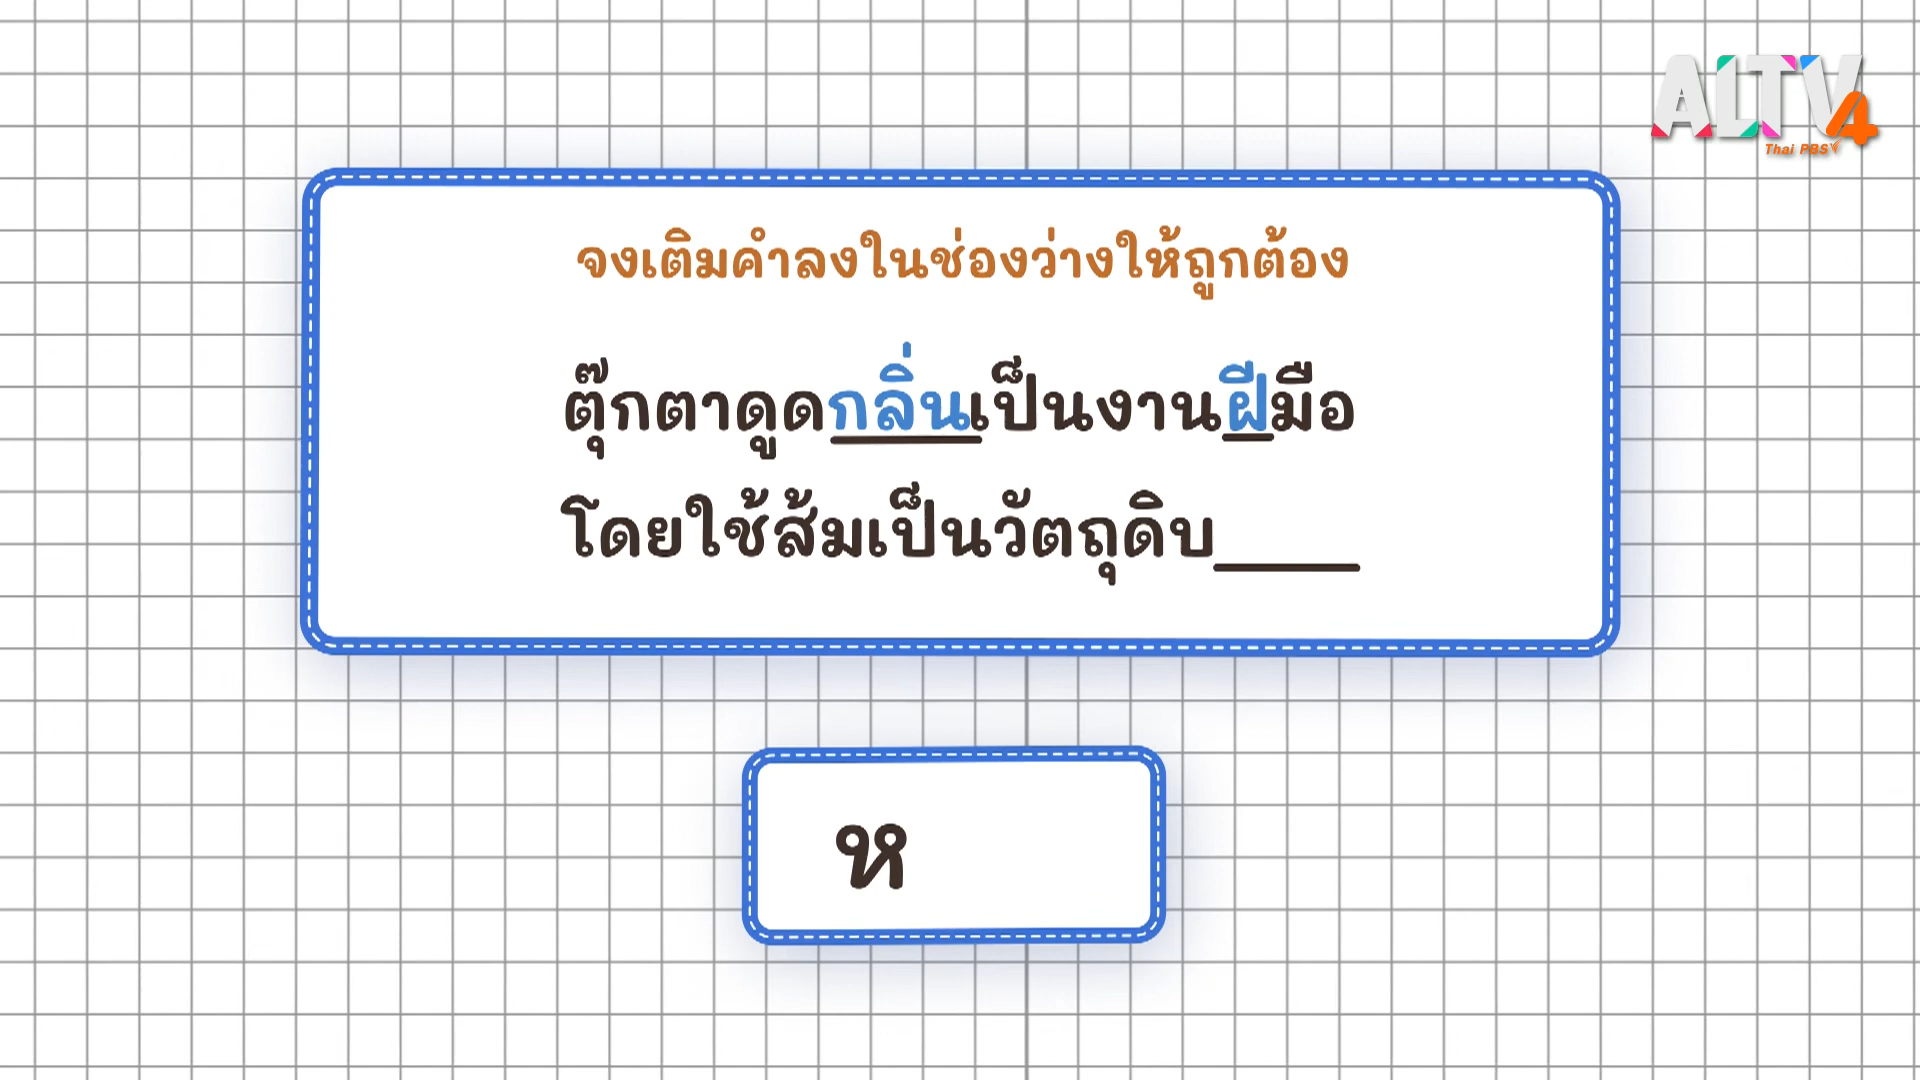 ALTV4
Thai PBS
จงเติมคำลงในช่องว่างให้ถูกต้อง
ตุ๊กตาดูดกลิ่นเป็นงานฝีมือ
โดยใช้ส้มเป็นวัตถุดิบ____
ห